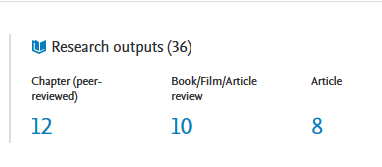 Research outputs (36)
Chapter (peer-
reviewed)
12
Book/Film/Article
review
10
Article
8